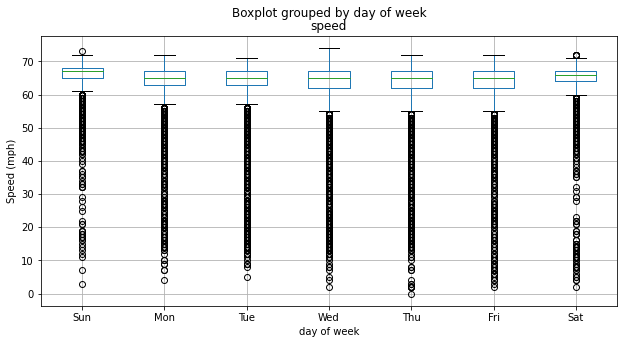 Boxplot grouped by day of week
speed
70
60
50
40
30
20
10
0
Speed (mph)
Sun Mon Tue Wed Thu Fri Sat
day of week